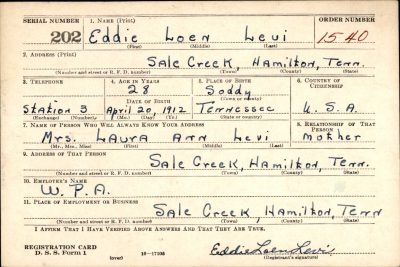 SERIAL NUMBER 1. NAME (Print) ORDER NUMBER
202 Eddie Loen Levi 1540
(First) (Middle) (Last)
2. ADDRESS (Print)
Sale Creek, Hamilton, Tenn.
(Number and street or R. F. D. number) (Town) (County) (State)
3. TELEPHONE 4. AGE IN YEARS 5. PLACE OF BIRTH 6. COUNTRY OF CITIZENSHIP
28 Soddy
(Town or county)
DATE OF BIRTH
Station 3 April 20, 1912 Tennessee U.S.A.
(Exchange) (Number) (Mo.) (Day) (Yr.) (State or country)
7. NAME OF PERSON WHO WILL ALWAYS KNOW YOUR ADDRESS 8. RELATIONSHIP OF THAT PERSON
Mrs. Laura Ann Levi Mother
(Mr., Mrs., Miss) (First) (Middle) (Last)
9. ADDRESS OF THAT PERSON
Sale Creek, Hamilton, Tenn.
(Number and street or R. F. D. number) (Town) (County) (State)
10. EMPLOYER'S NAME
W.P.A.
11. PLACE OF EMPLOYMENT OR BUSINESS
Sale Creek, Hamilton, Tenn
(Number and street or R. F. D. number) (Town) (County) (State)
I AFFIRM THAT I HAVE VERIFIED ABOVE ANSWERS AND THAT THEY ARE TRUE.
REGISTRATION CARD
D. S. S. Form 1 (over) 16—17105 Eddie Loen Levi
(Registrant's signature)